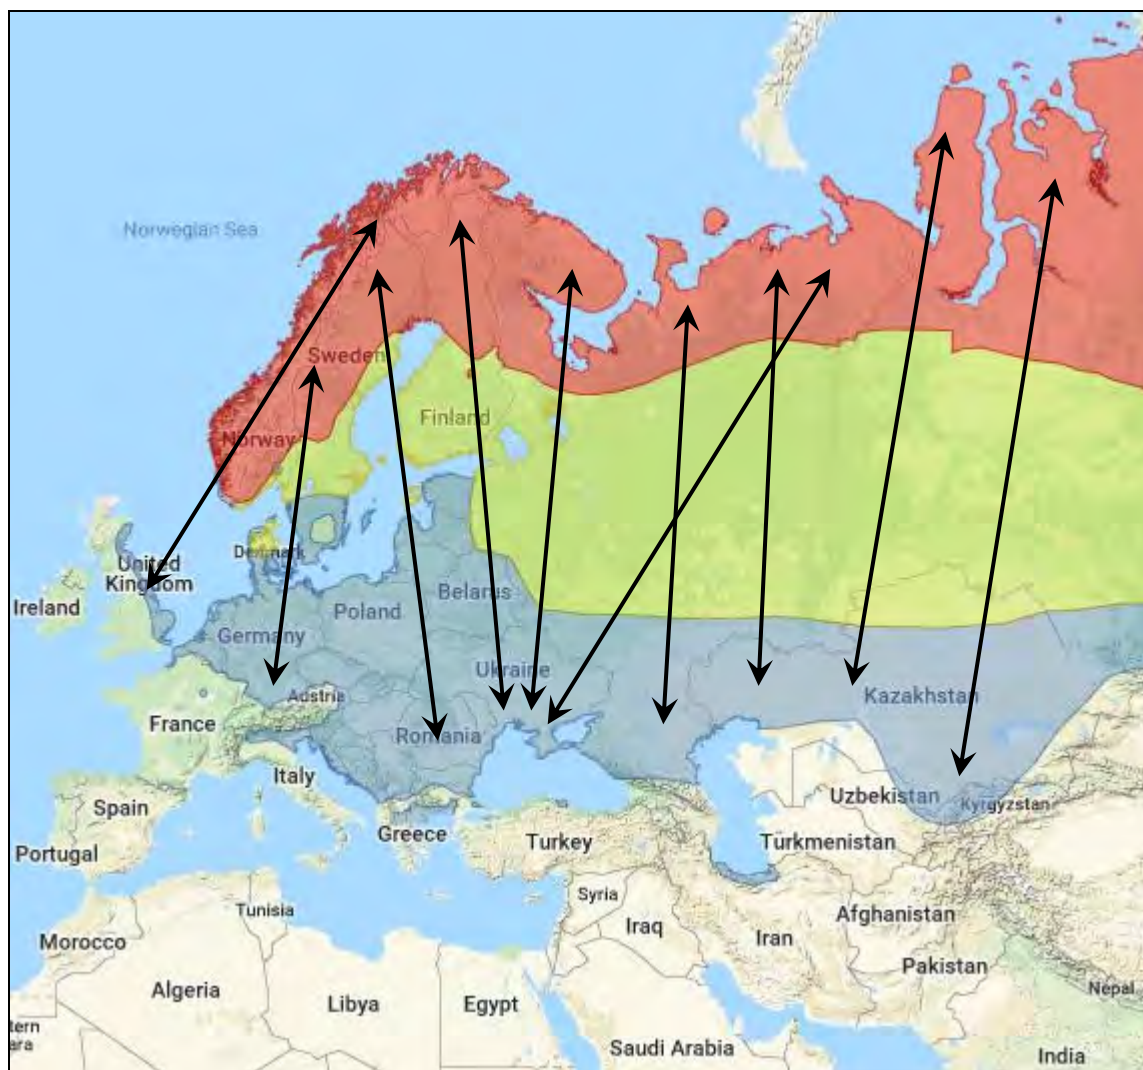 Norwegian Sea
Sweden
Finland
Norway
Denmark
United
Kingdom
Ireland
Belarus
Poland
Germany
Ukraine
Austria
Kazakhstan
France
Romania
Italy
Uzbekistan
Kyrgyzstan
Spain
Greece
Turkey
Turkmenistan
Portugal
Syria
Tunisia
Afghanistan
Iraq
Iran
Morocco
Pakistan
Nepal
Algeria
Libya
Egypt
tern
ara
Saudi Arabia
India